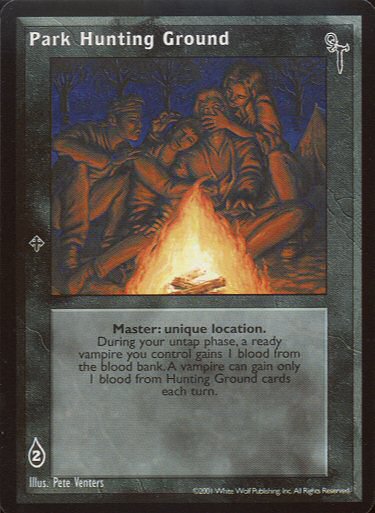 Park Hunting Ground
Master: unique location.
During your untap phase, a ready
vampire you control gains 1 blood from
the blood bank. A vampire can gain only
1 blood from Hunting Ground cards
each turn.
2
Illus. Pete Venters
©2001 White Wolf Publishing, Inc. All Rights Reserved.